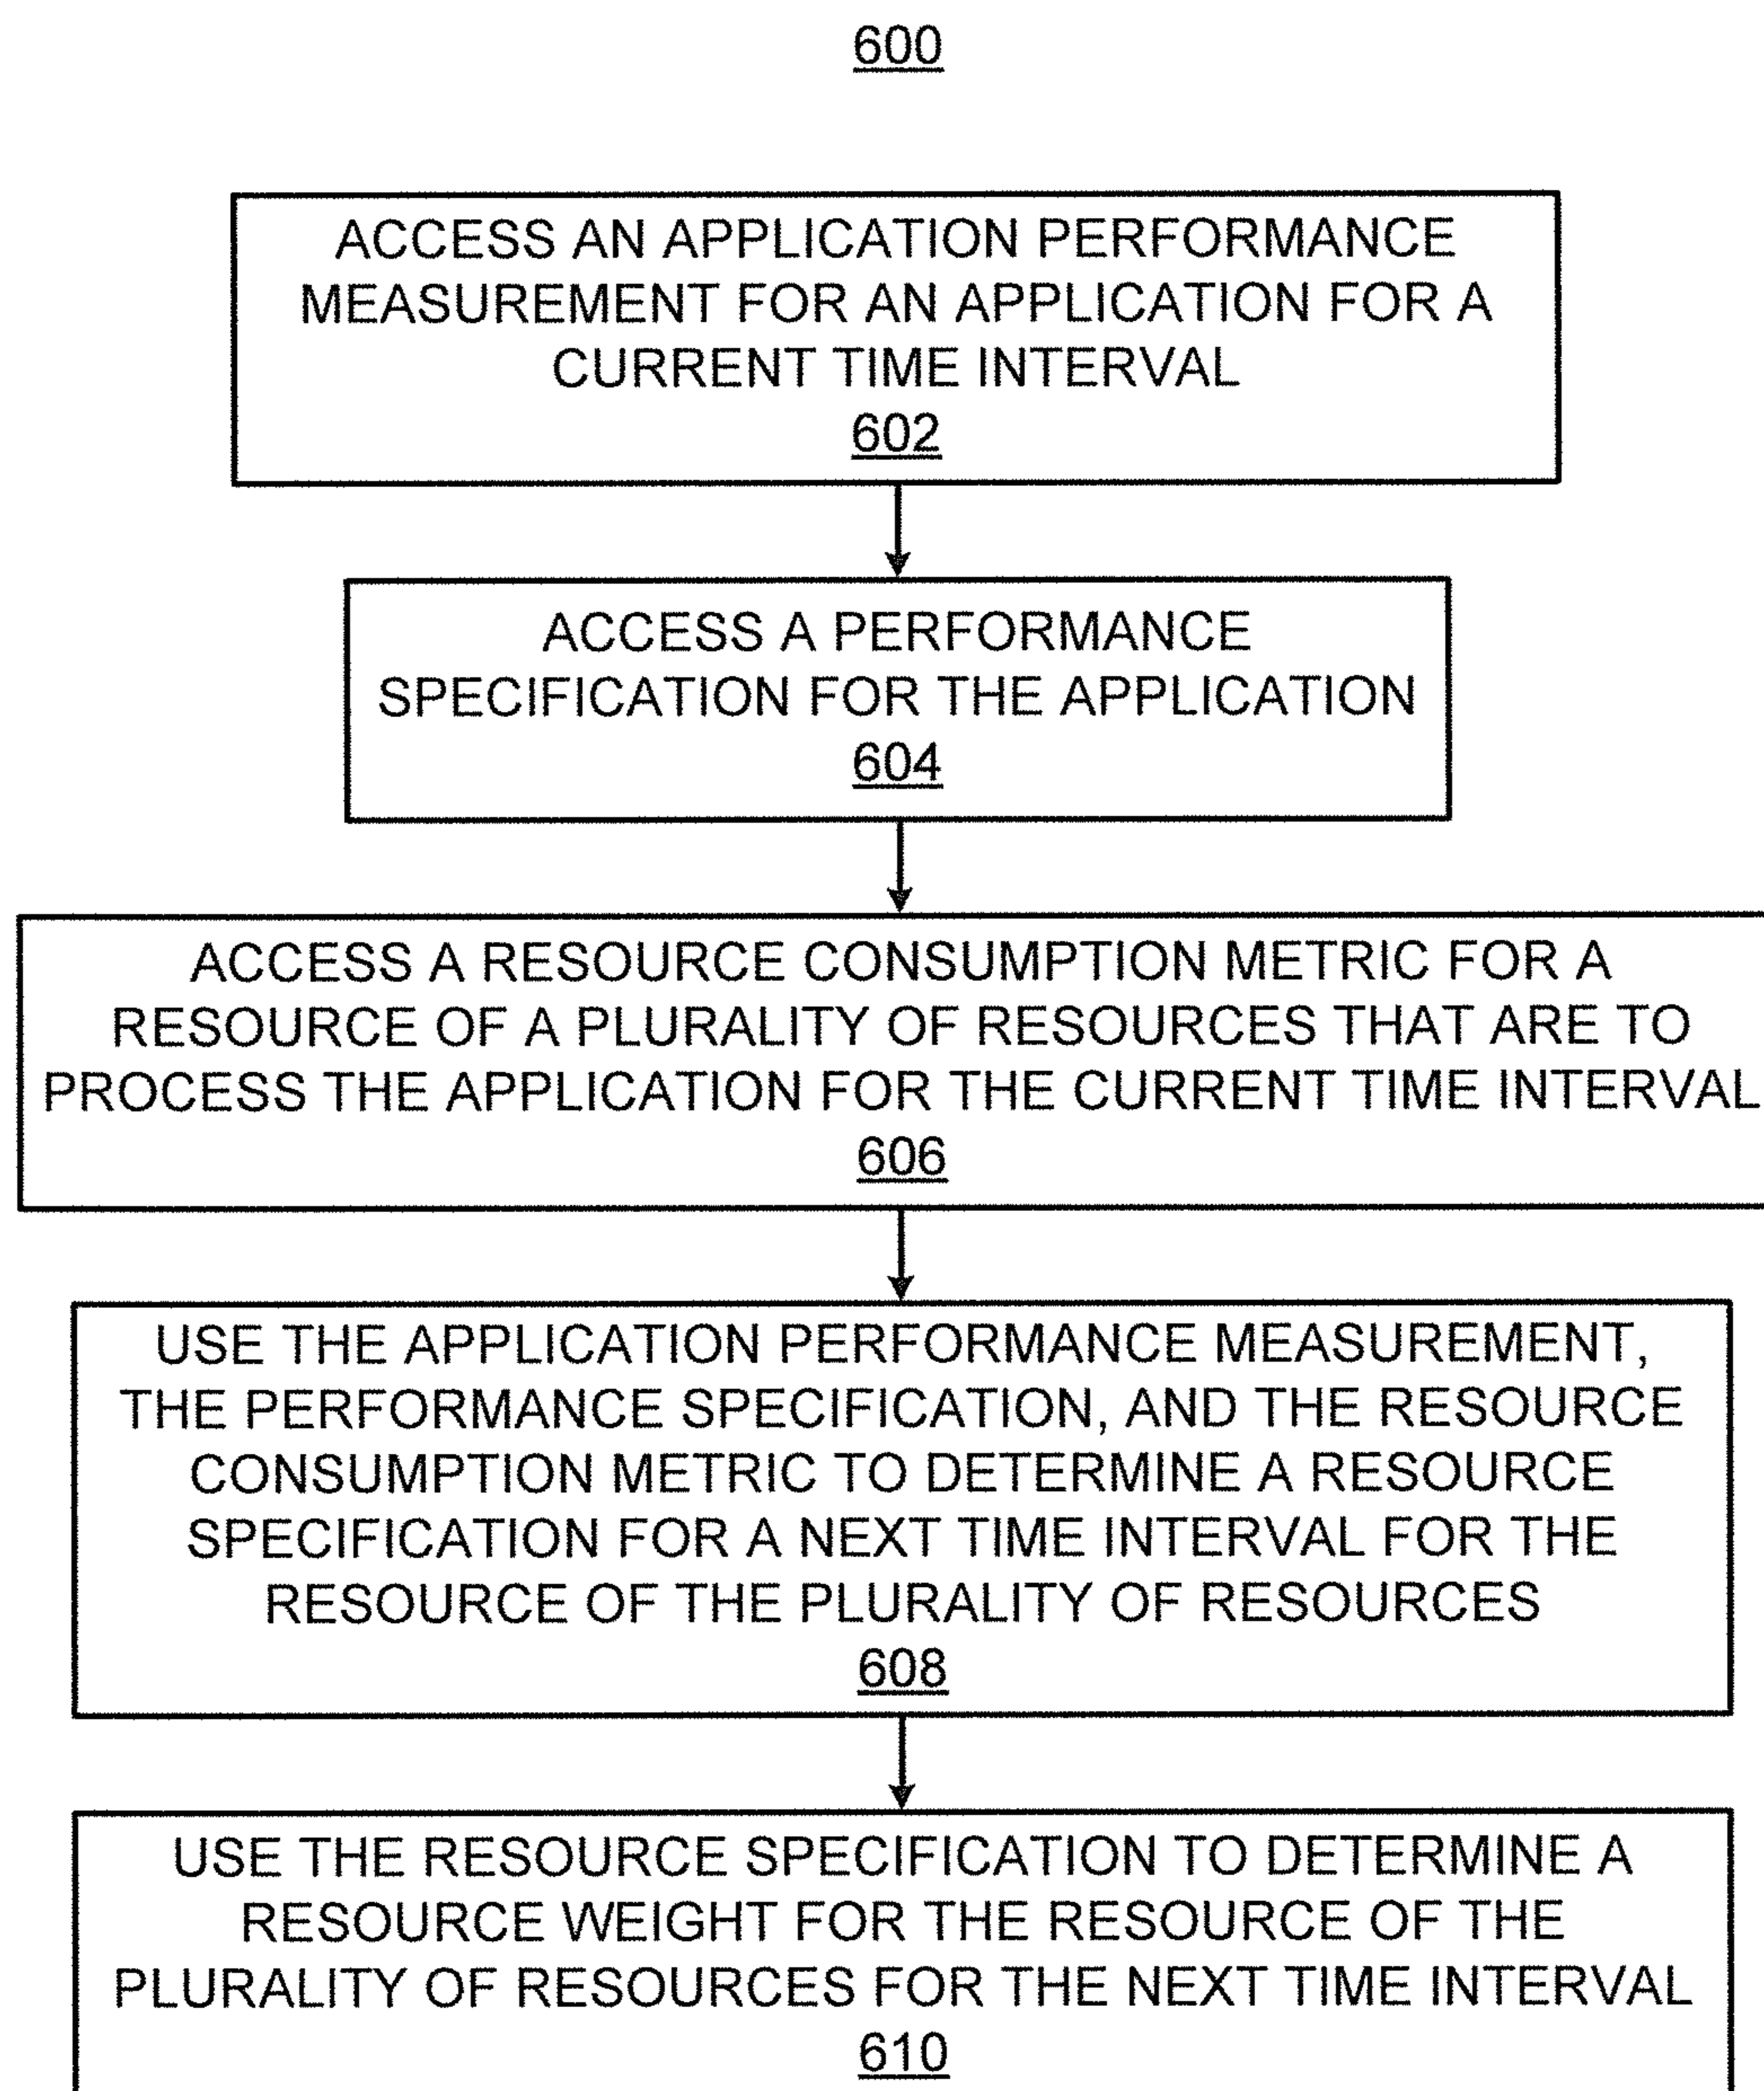 600
ACCESS AN APPLICATION PERFORMANCE
MEASUREMENT FOR AN APPLICATION FOR A
CURRENT TIME INTERVAL
602
ACCESS A PERFORMANCE
SPECIFICATION FOR THE APPLICATION
604
ACCESS A RESOURCE CONSUMPTION METRIC FOR A
RESOURCE OF A PLURALITY OF RESOURCES THAT ARE TO
PROCESS THE APPLICATION FOR THE CURRENT TIME INTERVAL
606
USE THE APPLICATION PERFORMANCE MEASUREMENT,
THE PERFORMANCE SPECIFICATION, AND THE RESOURCE
CONSUMPTION METRIC TO DETERMINE A RESOURCE
SPECIFICATION FOR A NEXT TIME INTERVAL FOR THE
RESOURCE OF THE PLURALITY OF RESOURCES
608
USE THE RESOURCE SPECIFICATION TO DETERMINE A
RESOURCE WEIGHT FOR THE RESOURCE OF THE
PLURALITY OF RESOURCES FOR THE NEXT TIME INTERVAL
610